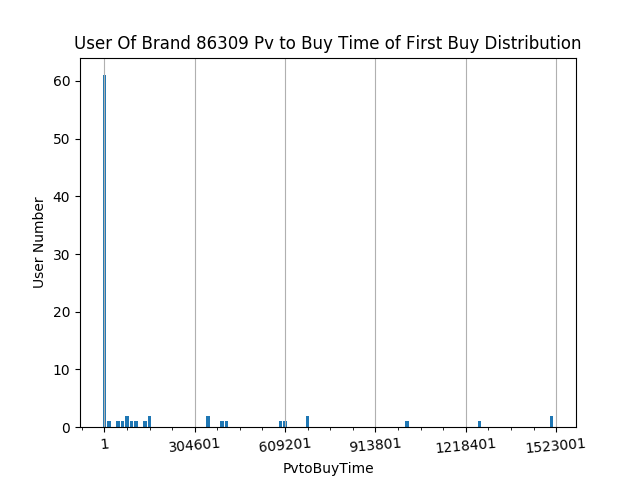 User Of Brand 86309 Pv to Buy Time of First Buy Distribution
60
50
40
30
20
10
0
User Number
1 304601 609201 913801 1218401 1523001
PvtoBuyTime